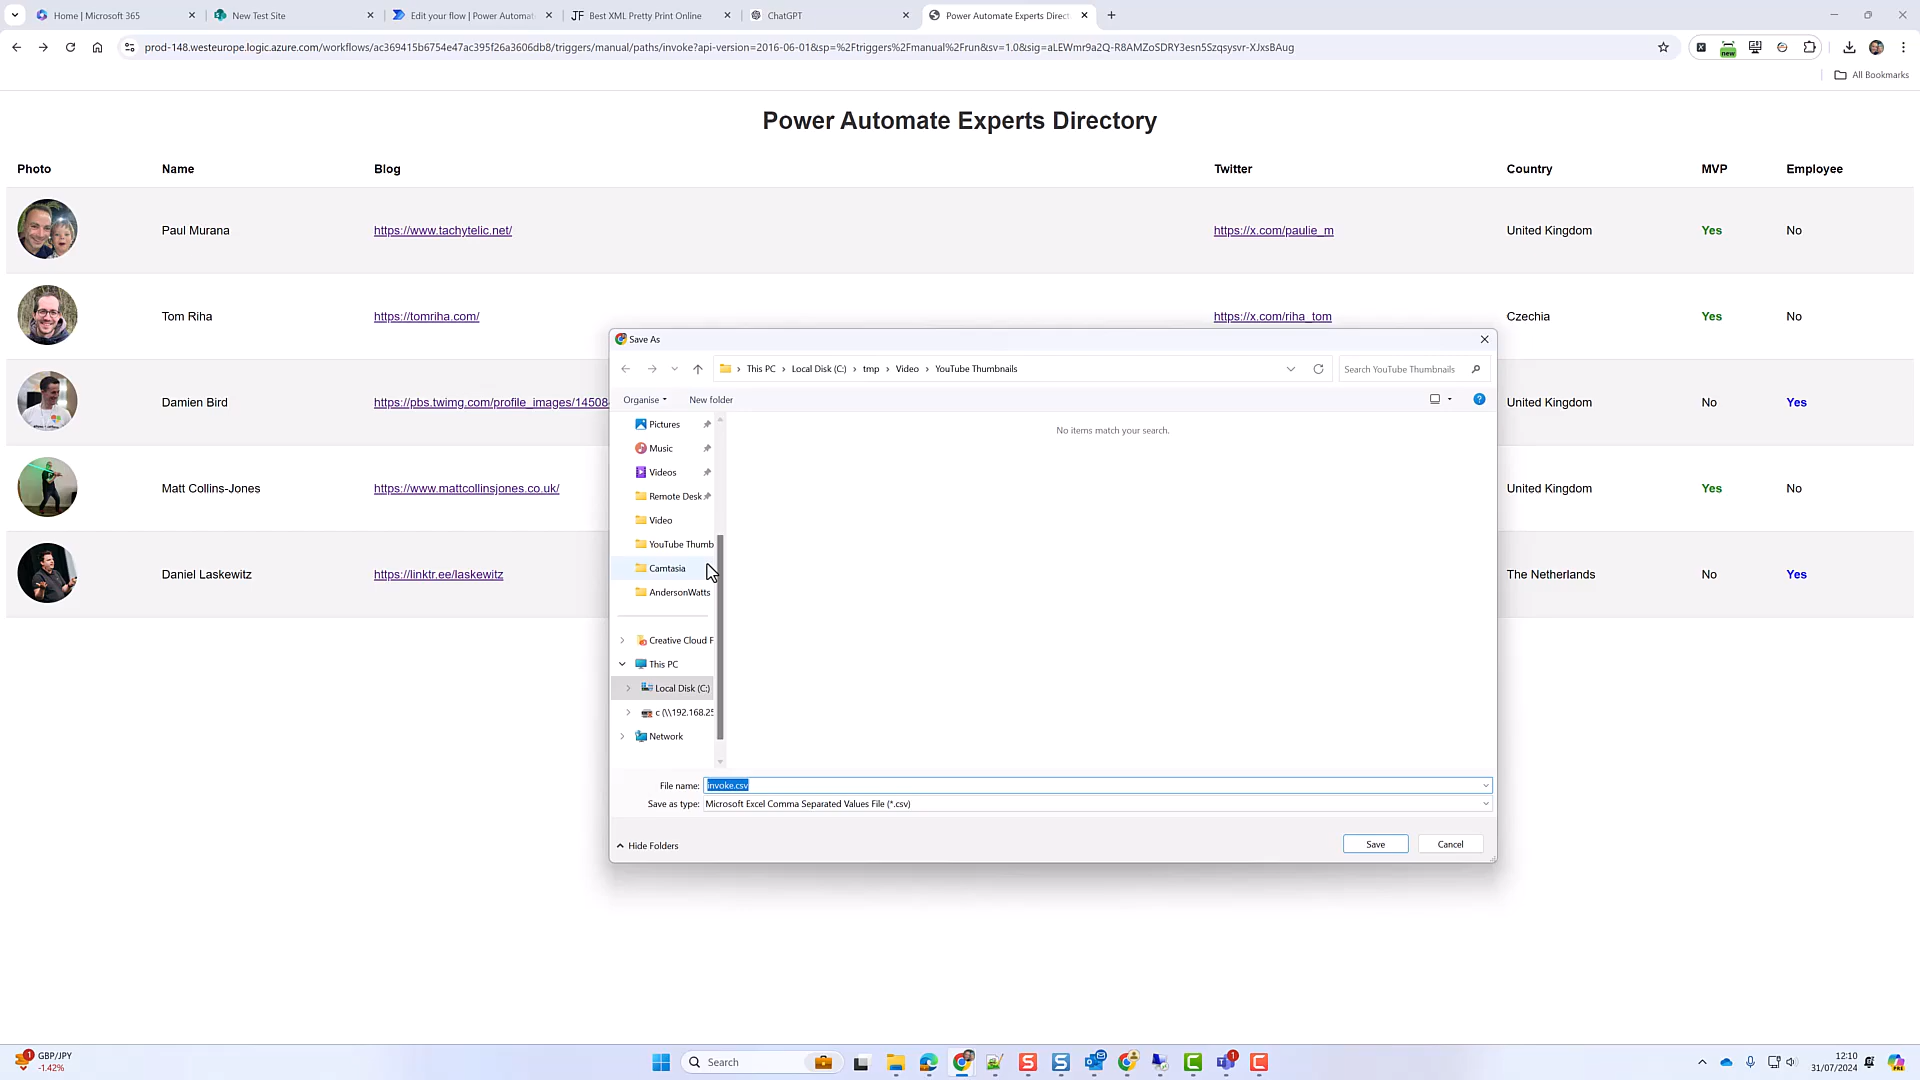 Home | Microsoft 365
New Test Site
Edit your flow | Power Automat
JF Best XML Pretty Print Online
ChatGPT
Power Automate Experts Direct
prod-148.westeurope.logic.azure.com/workflows/ac369415b6754e47ac395f26a3606db8/triggers/manual/paths/invoke?api-version=2016-06-01&sp=%2Ftriggers%2Fmanual%2Frun&sv=1.0&sig=aLEWmr9a2Q-R8AMZoSDRY3esn5Szqsysvr-XJxsBAug
new
All Bookmarks
Power Automate Experts Directory
Photo Name Blog Twitter Country MVP Employee
Paul Murana https://www.tachytelic.net/ https://x.com/paulie_m United Kingdom Yes No
Tom Riha https://tomriha.com/ https://x.com/riha_tom Czechia Yes No
Damien Bird https://pbs.twimg.com/profile_images/1450 United Kingdom No Yes
Matt Collins-Jones https://www.mattcollinsjones.co.uk/ United Kingdom Yes No
Daniel Laskewitz https://linktr.ee/laskewitz The Netherlands No Yes
Save As
This PC › Local Disk (C:) › tmp › Video › YouTube Thumbnails
Search YouTube Thumbnails
Organise
New folder
Pictures
Music
Videos
Remote Desk
Video
YouTube Thumb
Camtasia
AndersonWatts
Creative Cloud F
This PC
Local Disk (C:)
c (\\192.168.25
Network
No items match your search.
File name: invoke.csv
Save as type: Microsoft Excel Comma Separated Values File (*.csv)
Hide Folders
Save
Cancel
1
GBP/JPY
-1.42%
Search
1
12:10
31/07/2024
PRE